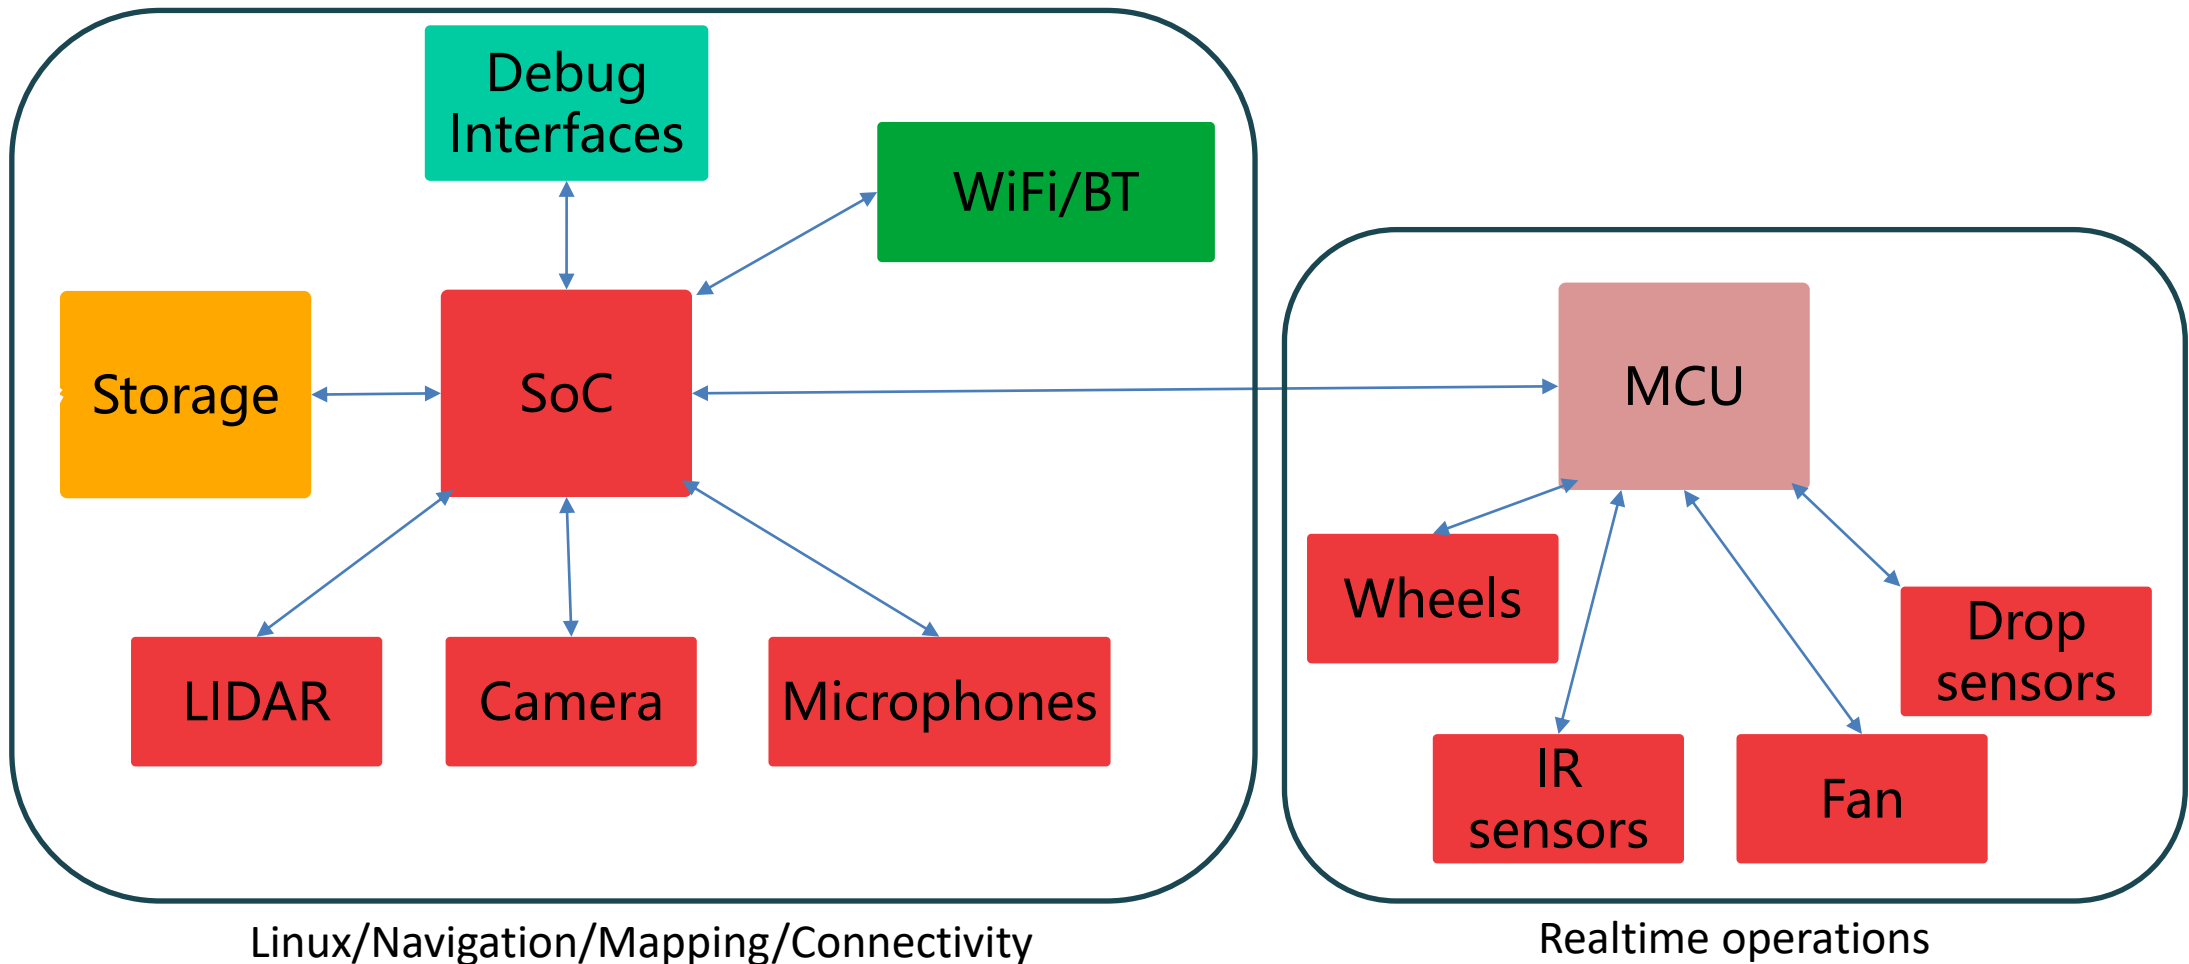 Debug
Interfaces
WiFi/BT
Storage
SoC
MCU
LIDAR
Camera
Microphones
Wheels
IR
sensors
Fan
Drop
sensors
Linux/Navigation/Mapping/Connectivity
Realtime operations